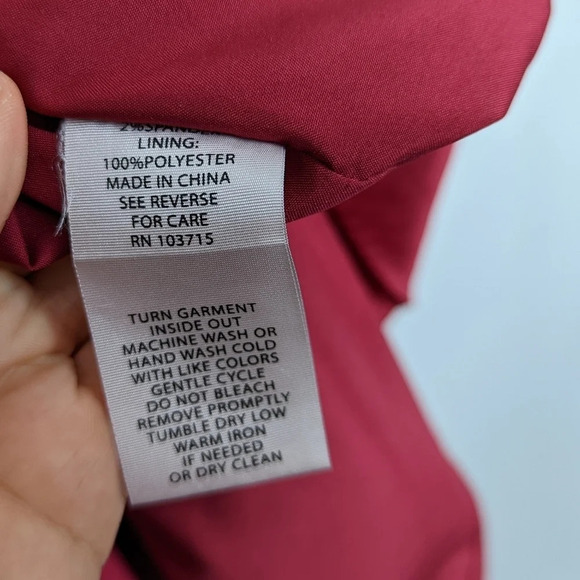 2%SPANDEX
LINING:
100%POLYESTER
MADE IN CHINA
SEE REVERSE
FOR CARE
RN 103715
TURN GARMENT
INSIDE OUT
MACHINE WASH OR
HAND WASH COLD
WITH LIKE COLORS
GENTLE CYCLE
DO NOT BLEACH
REMOVE PROMPTLY
TUMBLE DRY LOW
WARM IRON
IF NEEDED
OR DRY CLEAN